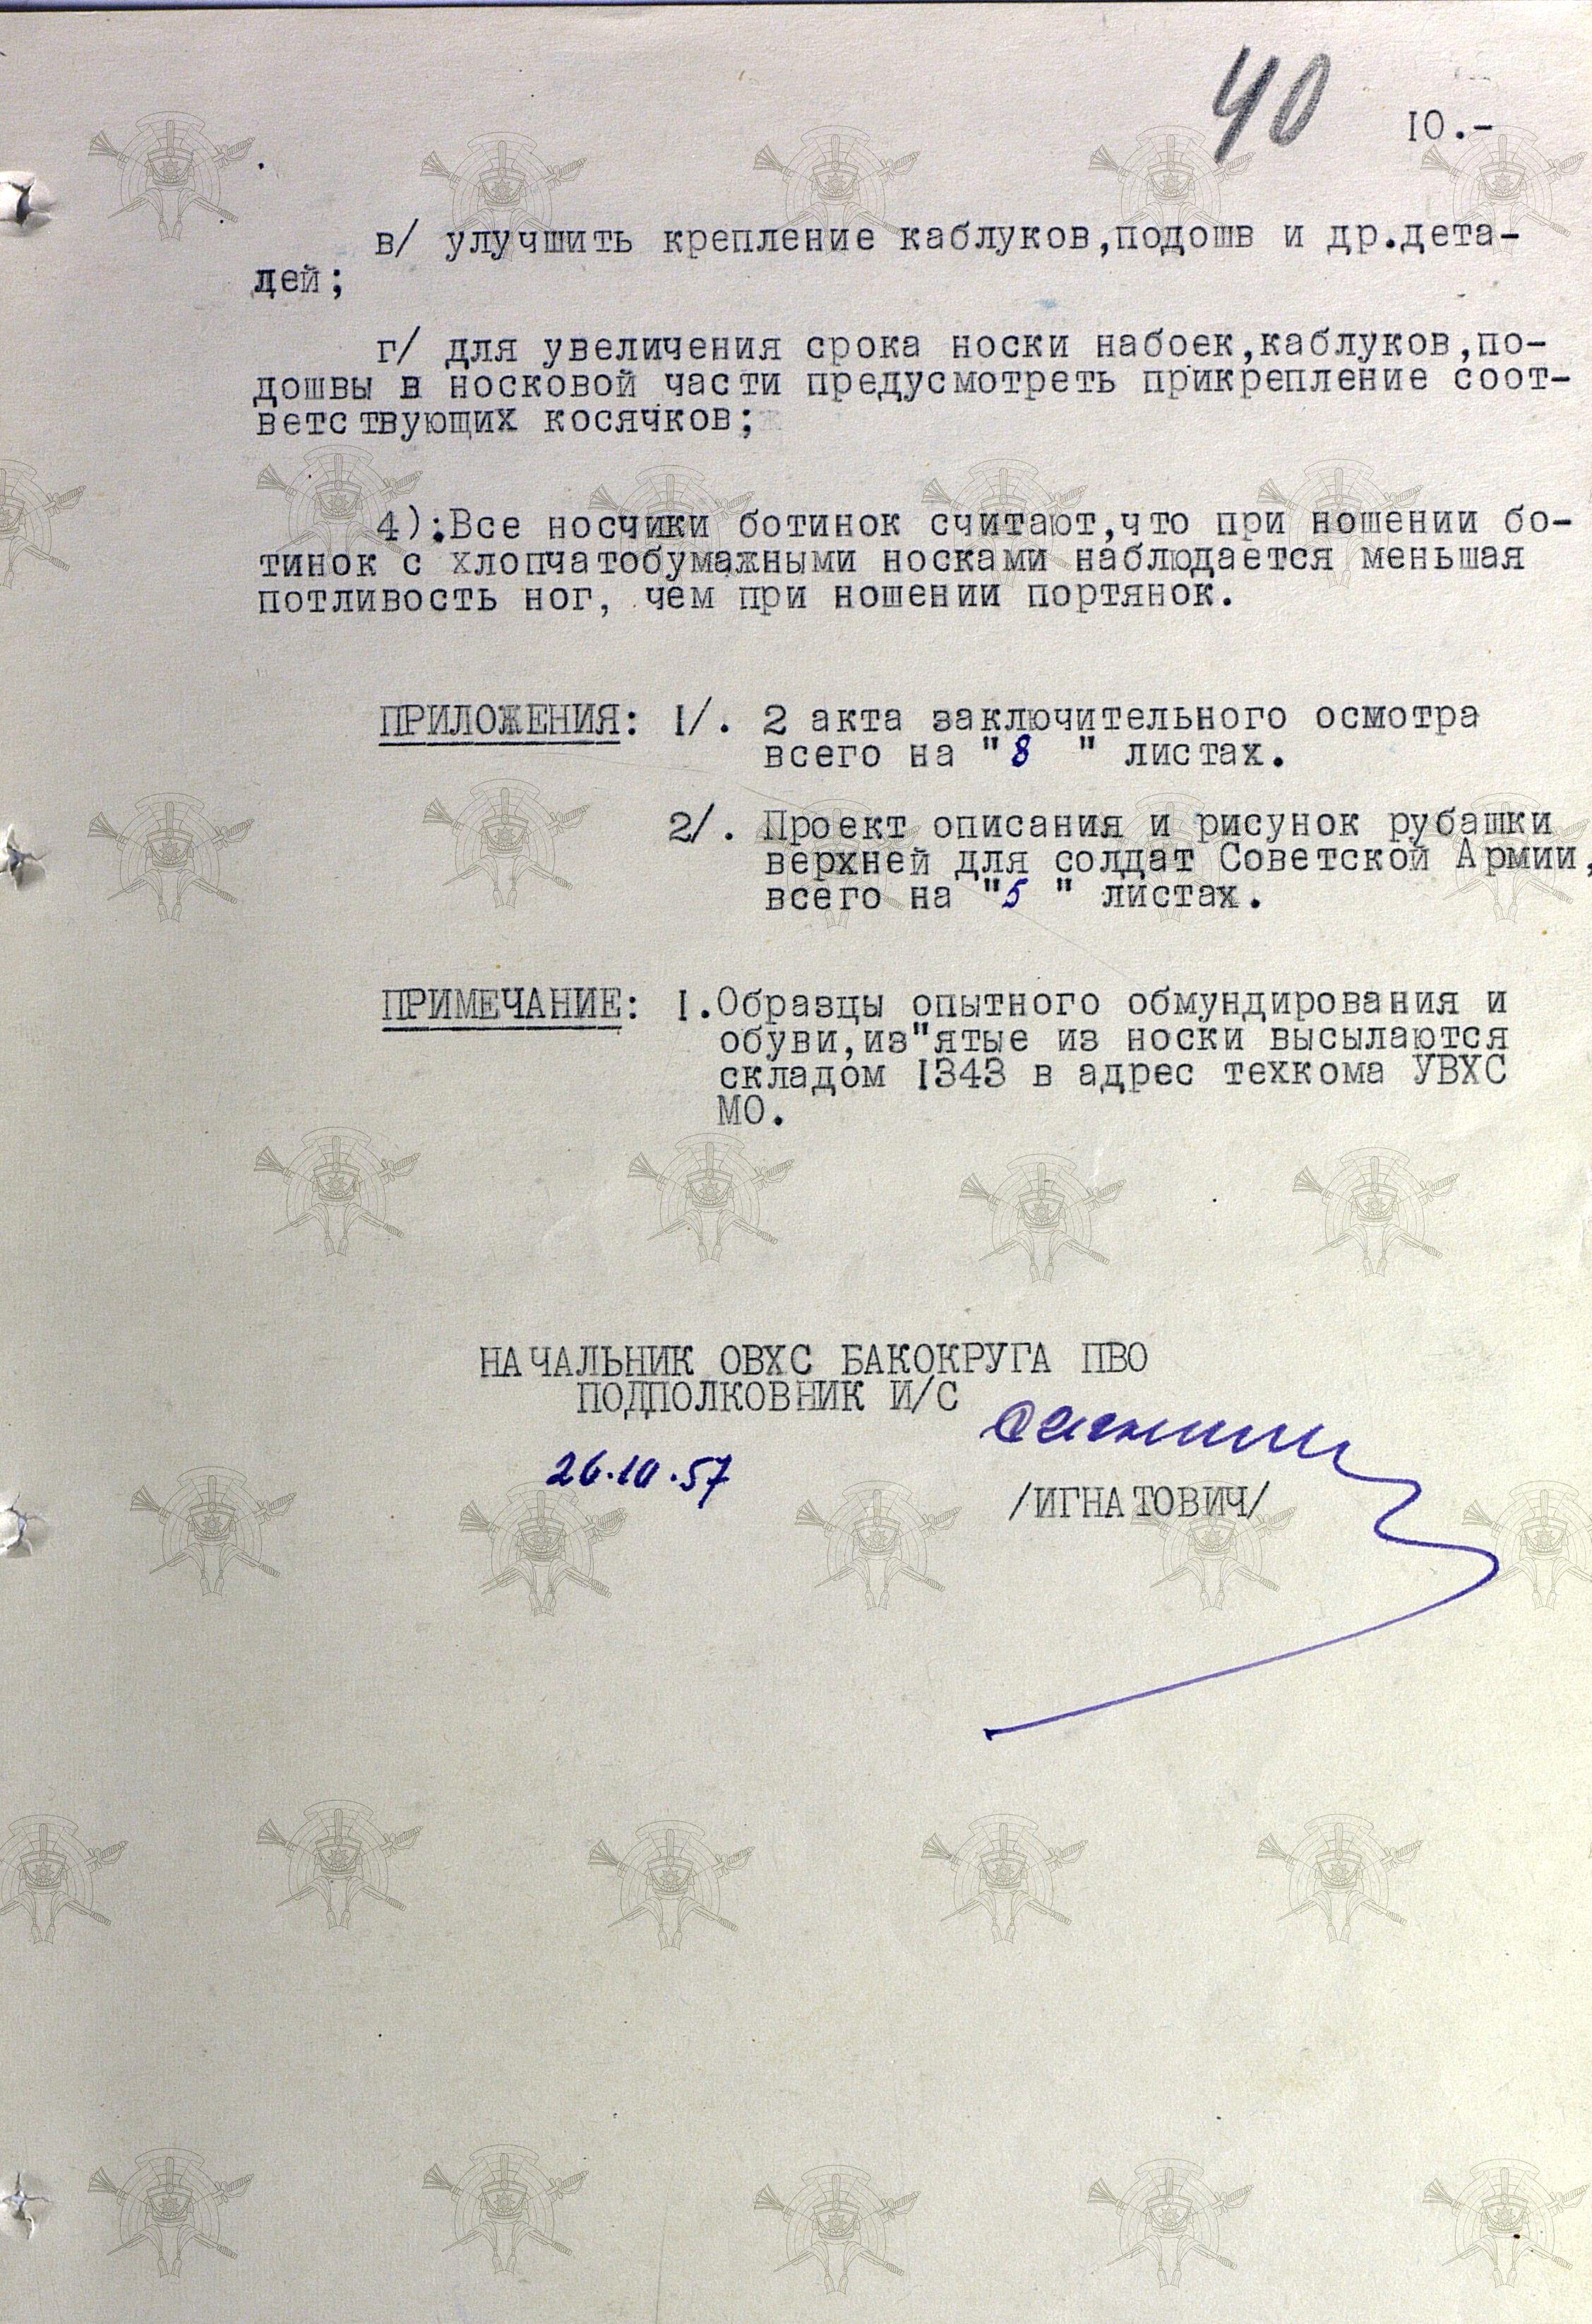 40
10.-
в/ улучшить крепление каблуков,подошв и др.дета-
лей;
г/ для увеличения срока носки набоек,каблуков,по-
дошвы в носковой части предусмотреть прикрепление соот-
ветствующих косячков;
4).Все носчики ботинок считают,что при ношении бо-
тинок с хлопчатобумажными носками наблюдается меньшая
потливость ног, чем при ношении портянок.
ПРИЛОЖЕНИЯ: I/. 2 акта заключительного осмотра
всего на "8 " листах.
2/. Проект описания и рисунок рубашки
верхней для солдат Советской Армии,
всего на "5 " листах.
ПРИМЕЧАНИЕ: I.Образцы опытного обмундирования и
обуви,из"ятые из носки высылаются
складом I343 в адрес техкома УВХС
МО.
НАЧАЛЬНИК ОВХС БАКОКРУГА ПВО
ПОДПОЛКОВНИК И/С
26.10.57
/ИГНАТОВИЧ/